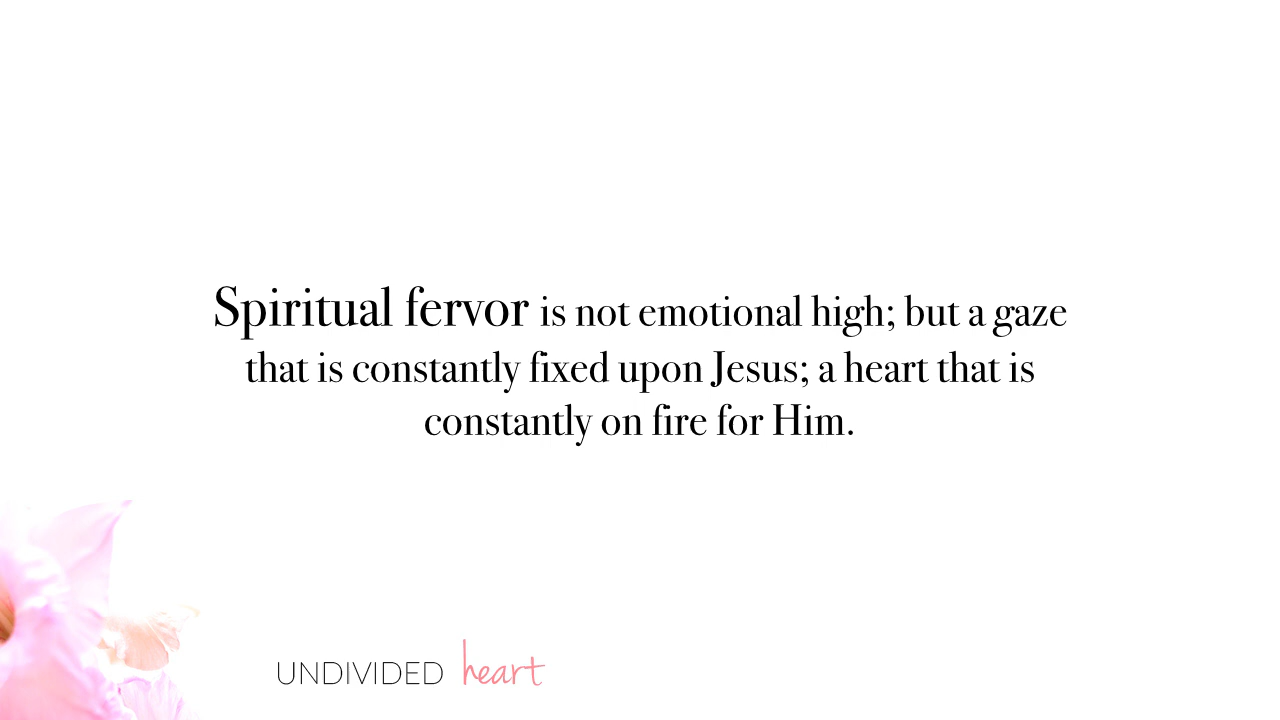 Spiritual fervor is not emotional high; but a gaze
that is constantly fixed upon Jesus; a heart that is
constantly on fire for Him.
UNDIVIDED heart